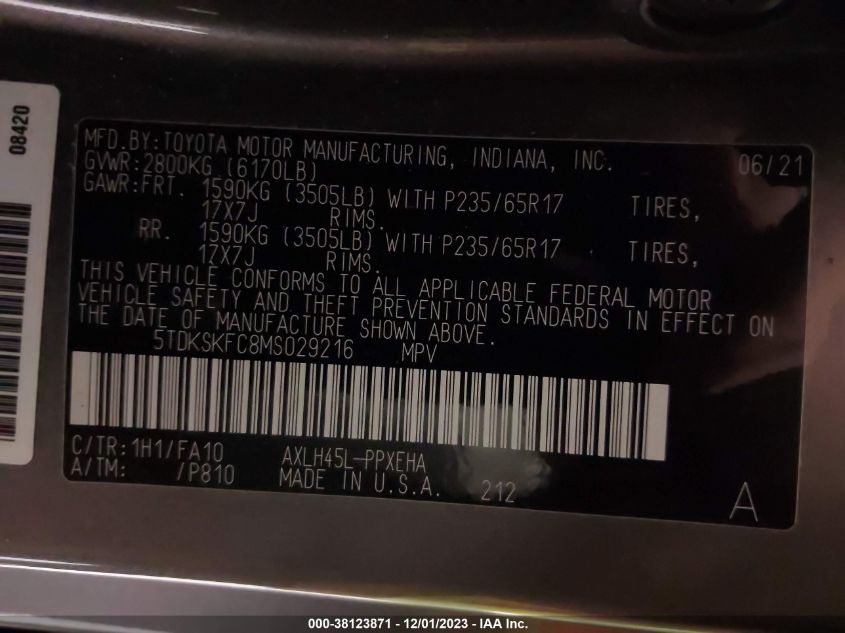 08420
MFD.BY:TOYOTA MOTOR MANUFACTURING, INDIANA, INC. 06/21
GVWR:2800KG (6170LB)
GAWR:FRT. 1590KG (3505LB) WITH P235/65R17 TIRES,
17X7J RIMS.
RR. 1590KG (3505LB) WITH P235/65R17 TIRES,
17X7J RIMS.
THIS VEHICLE CONFORMS TO ALL APPLICABLE FEDERAL MOTOR
VEHICLE SAFETY AND THEFT PREVENTION STANDARDS IN EFFECT ON
THE DATE OF MANUFACTURE SHOWN ABOVE.
5TDKSKFC8MS029216 MPV
C/TR:1H1/FA10 AXLH45L-PPXEHA
A/TM: /P810 MADE IN U.S.A. 212
A
000-38123871 - 12/01/2023 - IAA Inc.